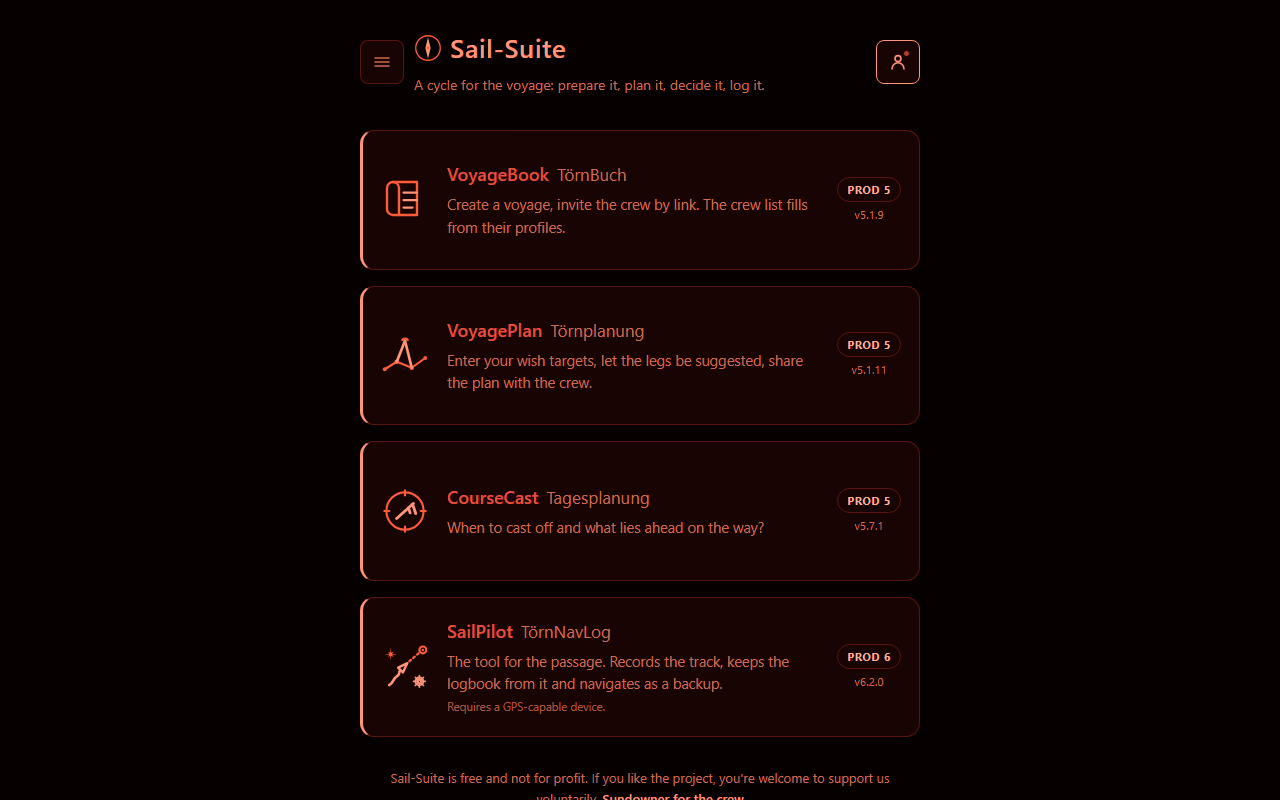 Sail-Suite
A cycle for the voyage: prepare it, plan it, decide it, log it.
VoyageBook TörnBuch
Create a voyage, invite the crew by link. The crew list fills
from their profiles.
PROD 5
v5.1.9
VoyagePlan Törnplanung
Enter your wish targets, let the legs be suggested, share
the plan with the crew.
PROD 5
v5.1.11
CourseCast Tagesplanung
When to cast off and what lies ahead on the way?
PROD 5
v5.7.1
SailPilot TörnNavLog
The tool for the passage. Records the track, keeps the
logbook from it and navigates as a backup.
Requires a GPS-capable device.
PROD 6
v6.2.0
Sail-Suite is free and not for profit. If you like the project, you're welcome to support us
voluntarily. Sundowner for the crew